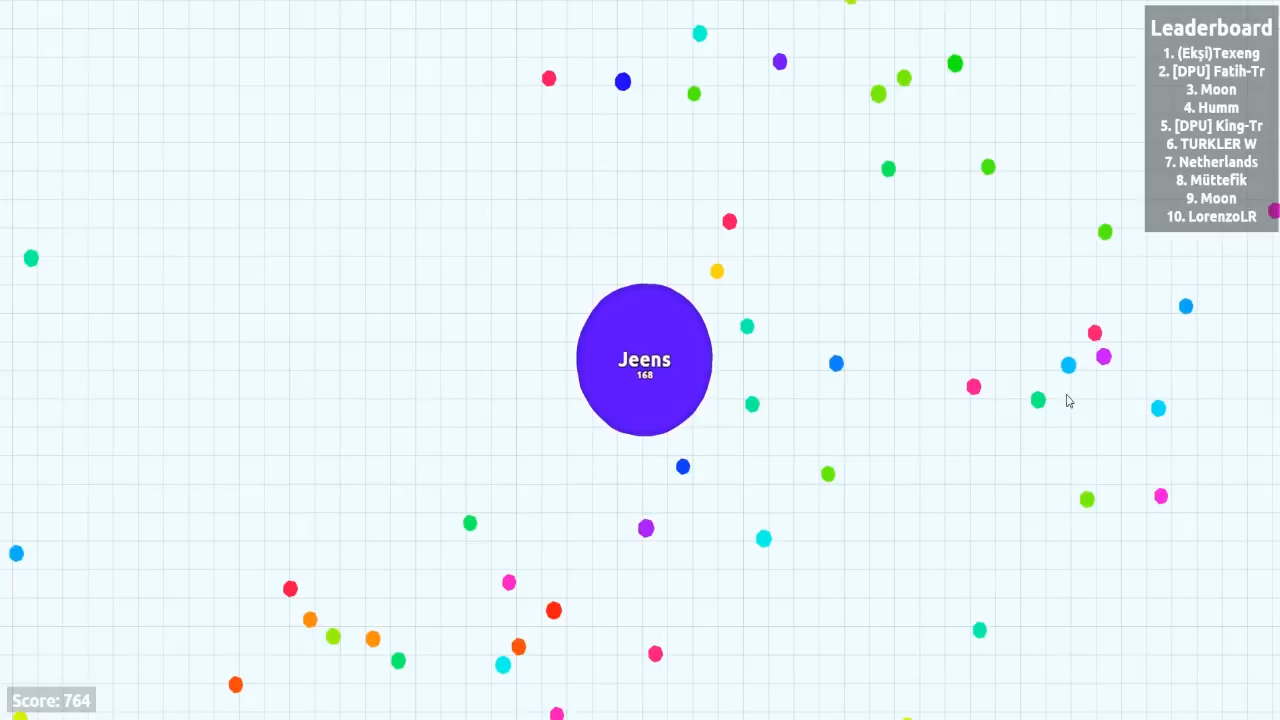 Leaderboard
1. (Ekşi)Texeng
2. [DPU] Fatih-Tr
3. Moon
4. Humm
5. [DPU] King-Tr
6. TURKLER W
7. Netherlands
8. Müttefik
9. Moon
10. LorenzoLR
Jeens
168
Score: 764